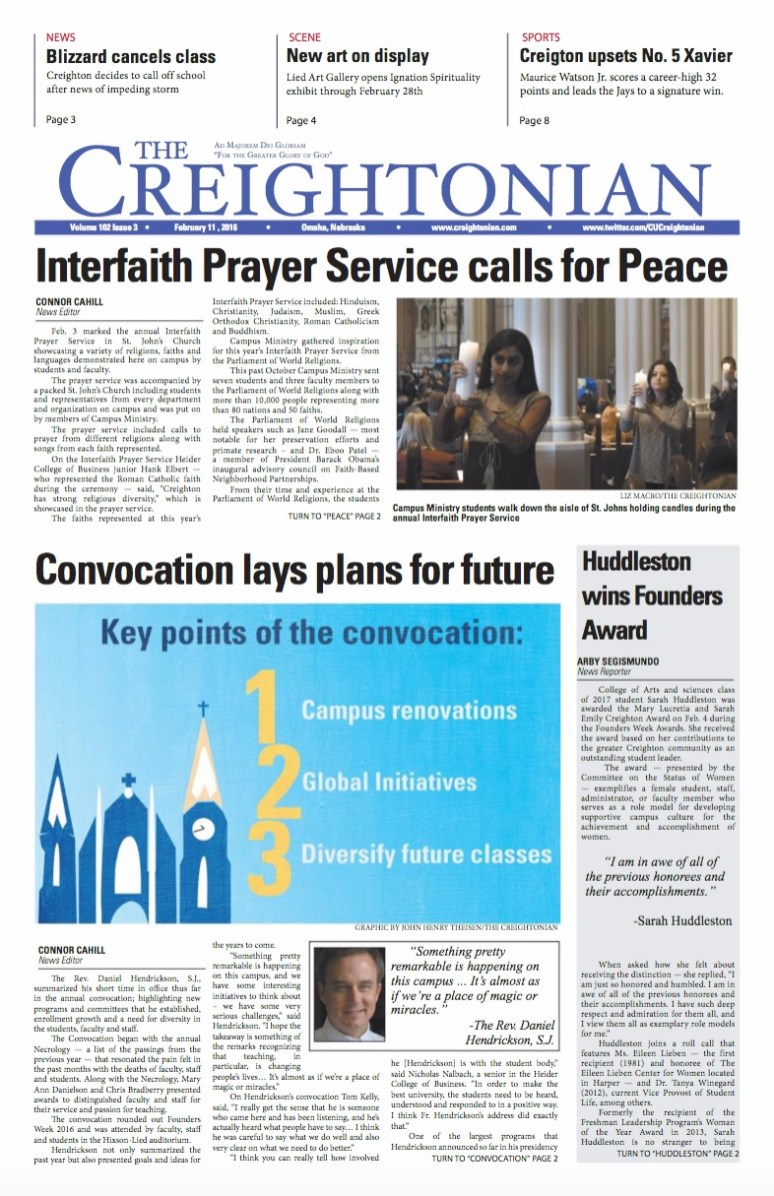 NEWS
Blizzard cancels class
Creighton decides to call off school
after news of impeding storm
Page 3
SCENE
New art on display
Lied Art Gallery opens Ignation Spirituality
exhibit through February 28th
Page 4
SPORTS
Creigton upsets No. 5 Xavier
Maurice Watson Jr. scores a career-high 32
points and leads the Jays to a signature win.
Page 8
THE
AD MAJOREM DEI GLORIAM
"FOR THE GREATER GLORY OF GOD"
CREIGHTONIAN
Volume 102 Issue 3 • February 11 , 2016 • Omaha, Nebraska • www.creightonian.com • www.twitter.com/CUCreightonian
Interfaith Prayer Service calls for Peace
CONNOR CAHILL
News Editor
Feb. 3 marked the annual Interfaith
Prayer Service in St. John's Church
showcasing a variety of religions, faiths and
languages demonstrated here on campus by
students and faculty.
The prayer service was accompanied by
a packed St. John's Church including students
and representatives from every department
and organization on campus and was put on
by members of Campus Ministry.
The prayer service included calls to
prayer from different religions along with
songs from each faith represented.
On the Interfaith Prayer Service Heider
College of Business junior Hank Elbert —
who represented the Roman Catholic faith
during the ceremony — said, "Creighton
has strong religious diversity," which is
showcased in the prayer service.
The faiths represented at this year's
Interfaith Prayer Service included: Hinduism,
Christianity, Judaism, Muslim, Greek
Orthodox Christianity, Roman Catholicism
and Buddhism.
Campus Ministry gathered inspiration
for this year's Interfaith Prayer Service from
the Parliament of World Religions.
This past October Campus Ministry sent
seven students and three faculty members to
the Parliament of World Religions along with
more than 10,000 people representing more
than 80 nations and 50 faiths.
The Parliament of World Religions
held speakers such as Jane Goodall — most
notable for her preservation efforts and
primate research – and Dr. Eboo Patel —
a member of President Barack Obama's
inaugural advisory council on Faith-Based
Neighborhood Partnerships.
From their time and experience at the
Parliament of World Religions, the students
TURN TO "PEACE" PAGE 2
LIZ MACRO/THE CREIGHTONIAN
Campus Ministry students walk down the aisle of St. Johns holding candles during the
annual Interfaith Prayer Service
Convocation lays plans for future
Key points of the convocation:
1 Campus renovations
2 Global Initiatives
3 Diversify future classes
GRAPHIC BY JOHN HENRY THEISEN/THE CREIGHTONIAN
CONNOR CAHILL
News Editor
The Rev. Daniel Hendrickson, S.J.,
summarized his short time in office thus far
in the annual convocation; highlighting new
programs and committees that he established,
enrollment growth and a need for diversity in
the students, faculty and staff.
The Convocation began with the annual
Necrology — a list of the passings from the
previous year — that resonated the pain felt in
the past months with the deaths of faculty, staff
and students. Along with the Necrology, Mary
Ann Danielson and Chris Bradberry presented
awards to distinguished faculty and staff for
their service and passion for teaching.
The convocation rounded out Founders
Week 2016 and was attended by faculty, staff
and students in the Hixson-Lied auditorium.
Hendrickson not only summarized the
past year but also presented goals and ideas for
the years to come.
"Something pretty
remarkable is happening
on this campus, and we
have some interesting
initiatives to think about
– we have some very
serious challenges," said
Hendrickson. "I hope the
takeaway is something of
the remarks recognizing
that teaching, in
particular, is changing
people's lives… It's almost as if we're a place of
magic or miracles."
On Hendrickson's convocation Tom Kelly,
said, "I really get the sense that he is someone
who came here and has been listening, and he's
actually heard what people have to say… I think
he was careful to say what we do well and also
very clear on what we need to do better."
"I think you can really tell how involved
"Something pretty
remarkable is happening on
this campus ... It's almost as
if we're a place of magic or
miracles."
-The Rev. Daniel
Hendrickson, S.J.
he [Hendrickson] is with the student body,"
said Nicholas Nalbach, a senior in the Heider
College of Business. "In order to make the
best university, the students need to be heard,
understood and responded to in a positive way.
I think Fr. Hendrickson's address did exactly
that."
One of the largest programs that
Hendrickson announced so far in his presidency
TURN TO "CONVOCATION" PAGE 2
Huddleston
wins Founders
Award
ARBY SEGISMUNDO
News Reporter
College of Arts and sciences class
of 2017 student Sarah Huddleston was
awarded the Mary Lucretia and Sarah
Emily Creighton Award on Feb. 4 during
the Founders Week Awards. She received
the award based on her contributions to
the greater Creighton community as an
outstanding student leader.
The award — presented by the
Committee on the Status of Women
— exemplifies a female student, staff,
administrator, or faculty member who
serves as a role model for developing
supportive campus culture for the
achievement and accomplishment of
women.
"I am in awe of all of
the previous honorees and
their accomplishments."
-Sarah Huddleston
When asked how she felt about
receiving the distinction — she replied, "I
am just so honored and humbled. I am in
awe of all of the previous honorees and
their accomplishments. I have such deep
respect and admiration for them all, and
I view them all as exemplary role models
for me."
Huddleston joins a roll call that
features Ms. Eileen Lieben — the first
recipient (1981) and honoree of The
Eileen Lieben Center for Women located
in Harper — and Dr. Tanya Winegard
(2012), current Vice Provost of Student
Life, among others.
Formerly the recipient of the
Freshman Leadership Program's Woman
of the Year Award in 2013, Sarah
Huddleston is no stranger to being
TURN TO "HUDDLESTON" PAGE 2